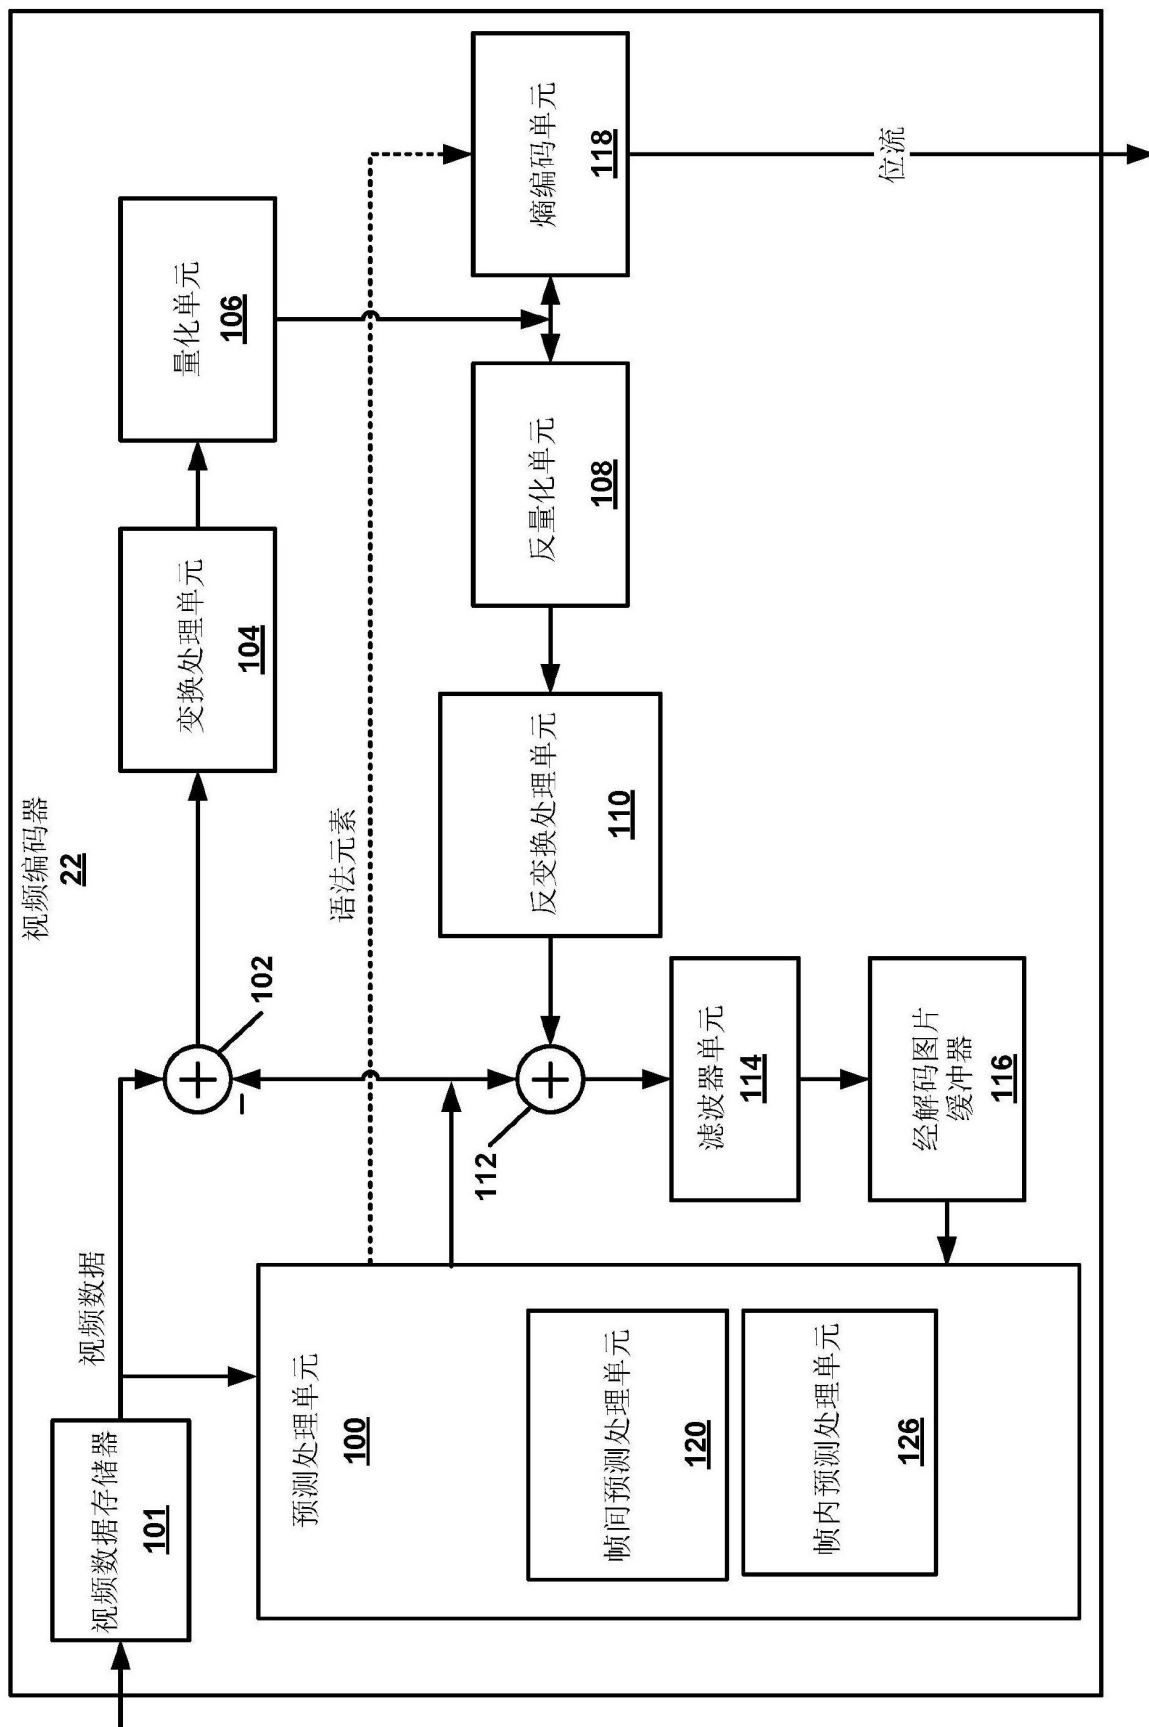 视频编码器
22
视频数据存储器
101
视频数据
102
变换处理单元
104
量化单元
106
语法元素
预测处理单元
100
帧间预测处理单元
120
帧内预测处理单元
126
112
反变换处理单元
110
反量化单元
108
熵编码单元
118
滤波器单元
114
经解码图片
缓冲器
116
位流